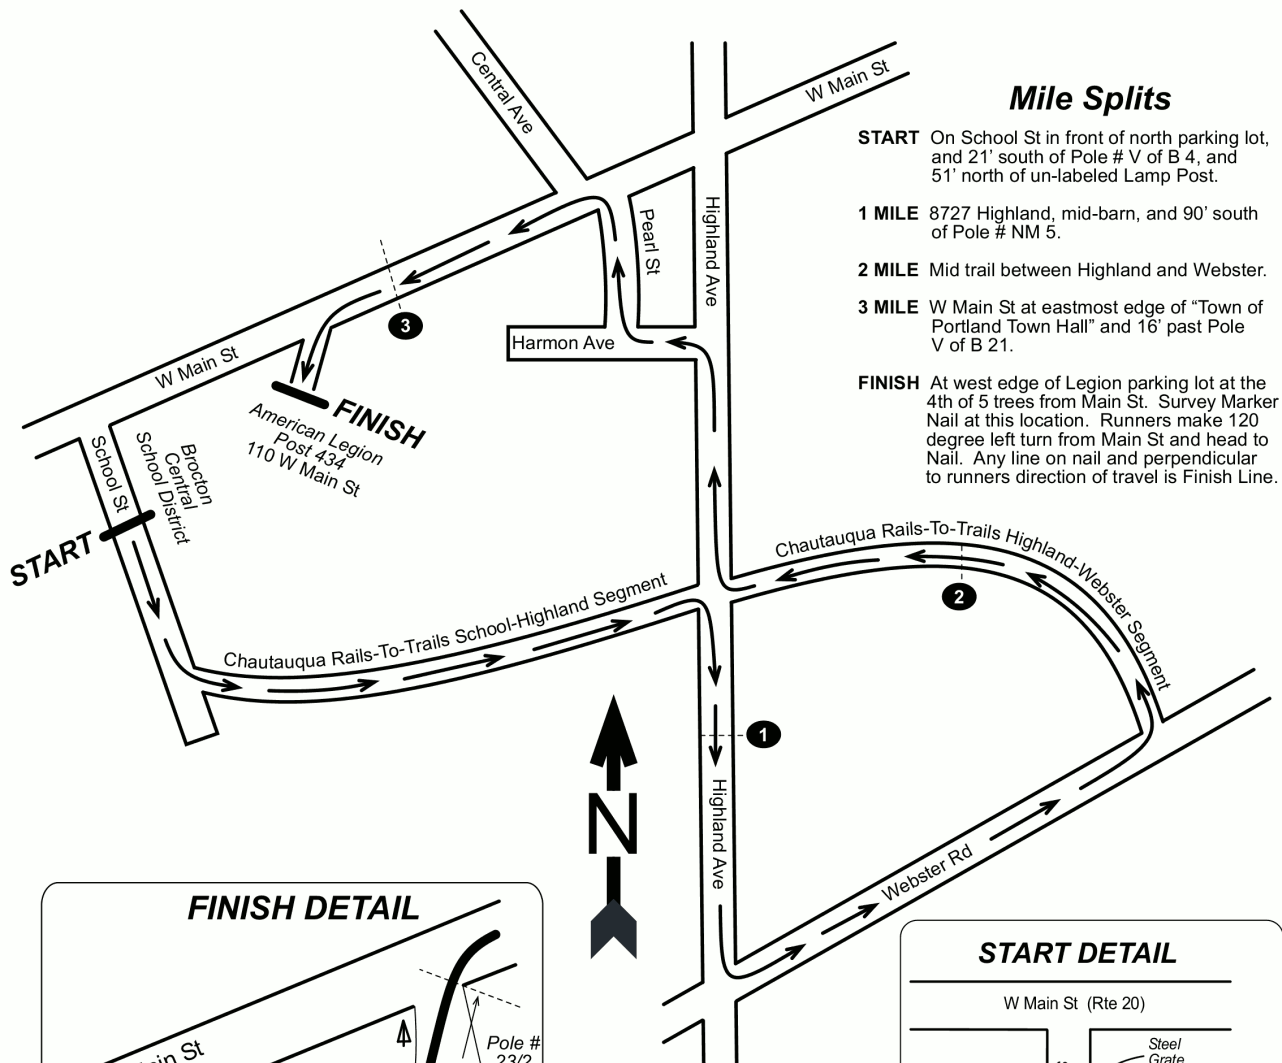 Central Ave
W Main St
Mile Splits
START On School St in front of north parking lot,
and 21’ south of Pole # V of B 4, and
51’ north of un-labeled Lamp Post.
1 MILE 8727 Highland, mid-barn, and 90’ south
of Pole # NM 5.
2 MILE Mid trail between Highland and Webster.
3 MILE W Main St at eastmost edge of “Town of
Portland Town Hall” and 16’ past Pole
V of B 21.
FINISH At west edge of Legion parking lot at the
4th of 5 trees from Main St. Survey Marker
Nail at this location. Runners make 120
degree left turn from Main St and head to
Nail. Any line on nail and perpendicular
to runners direction of travel is Finish Line.
Pearl St
Highland Ave
3
Harmon Ave
W Main St
FINISH
American Legion
Post 434
110 W Main St
School St
Brocton
Central
School District
START
Chautauqua Rails-To-Trails School-Highland Segment
Chautauqua Rails-To-Trails Highland-Webster Segment
2
1
N
Highland Ave
Webster Rd
FINISH DETAIL
Pole #
START DETAIL
W Main St (Rte 20)
Steel
Grate